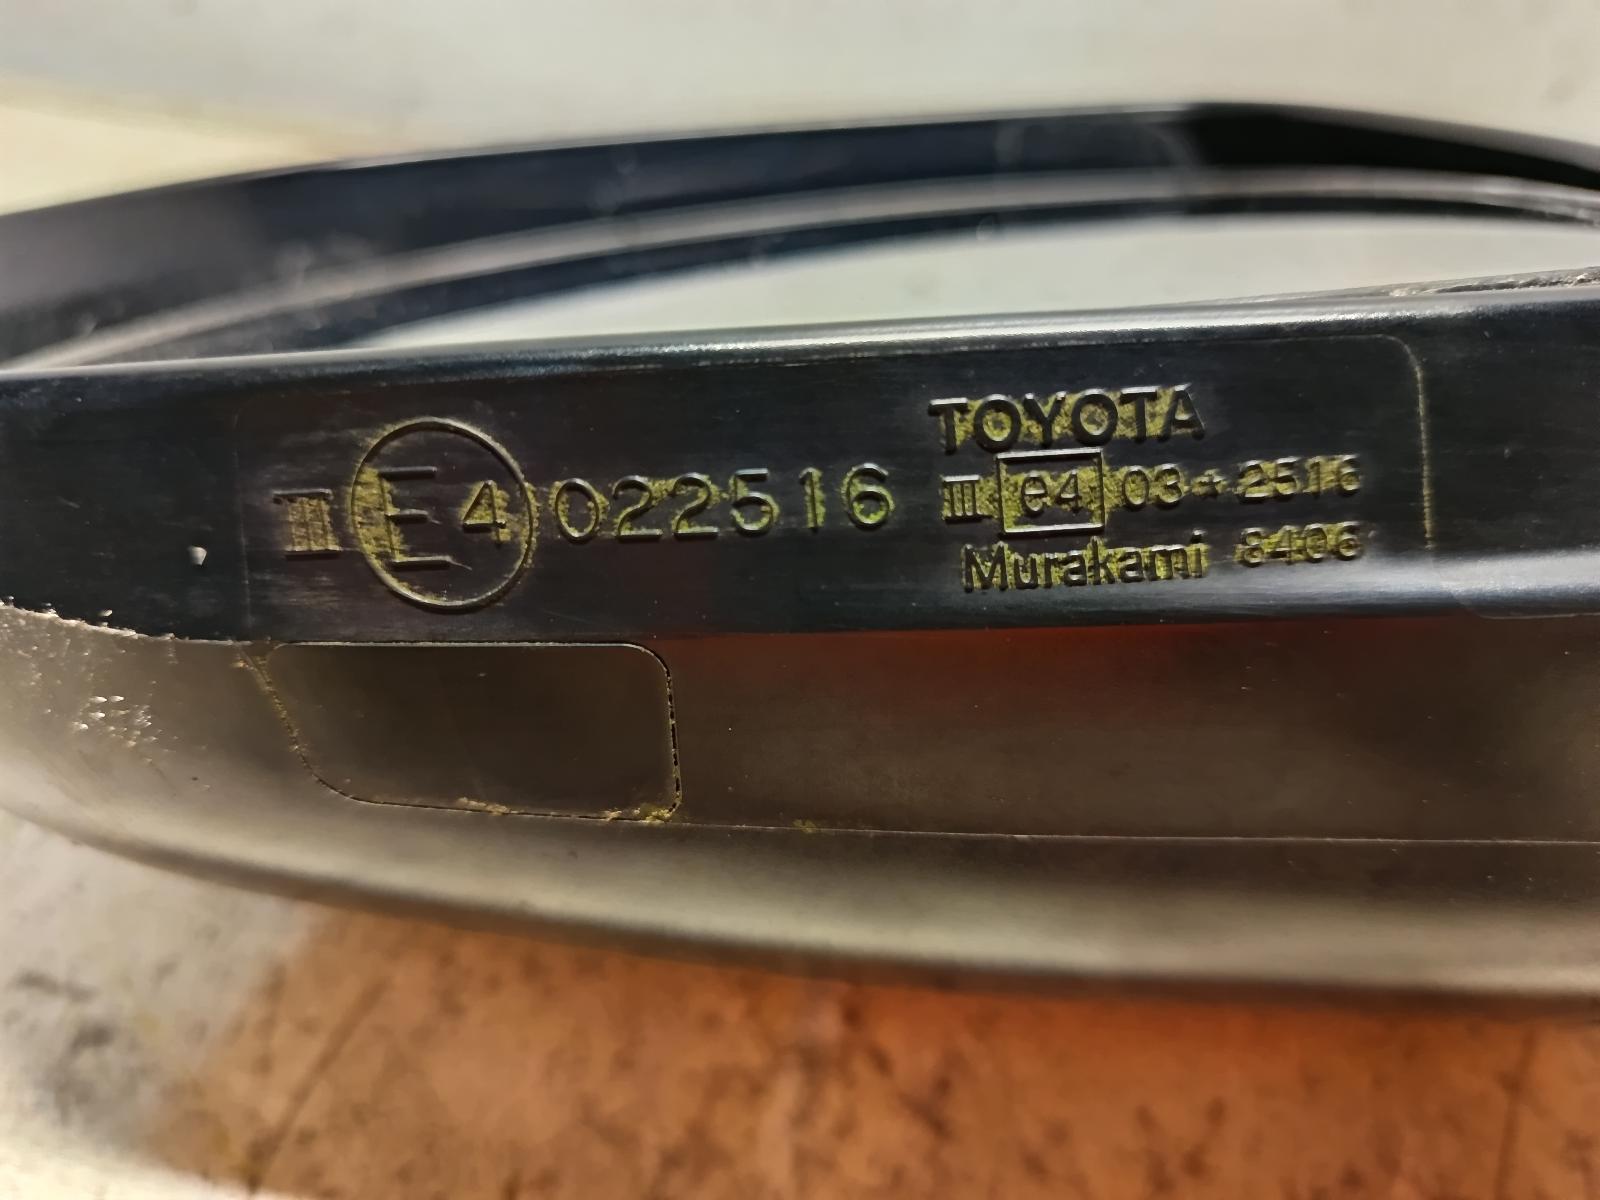 III E4 022516
TOYOTA
III e4 03*2516
Murakami 8406